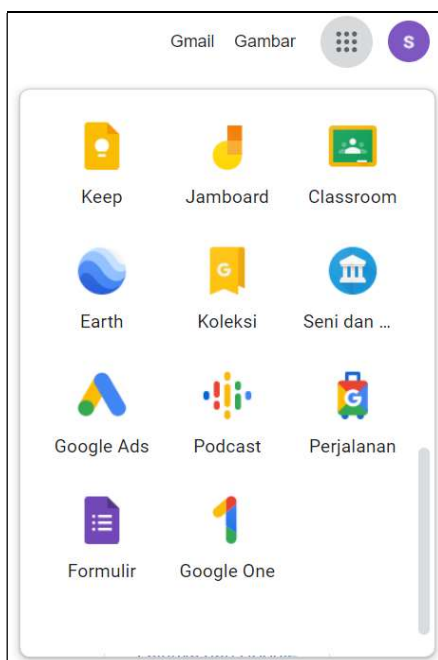 Gmail Gambar S
Keep Jamboard Classroom
G
Earth Koleksi Seni dan ...
G
Google Ads Podcast Perjalanan
Formulir Google One